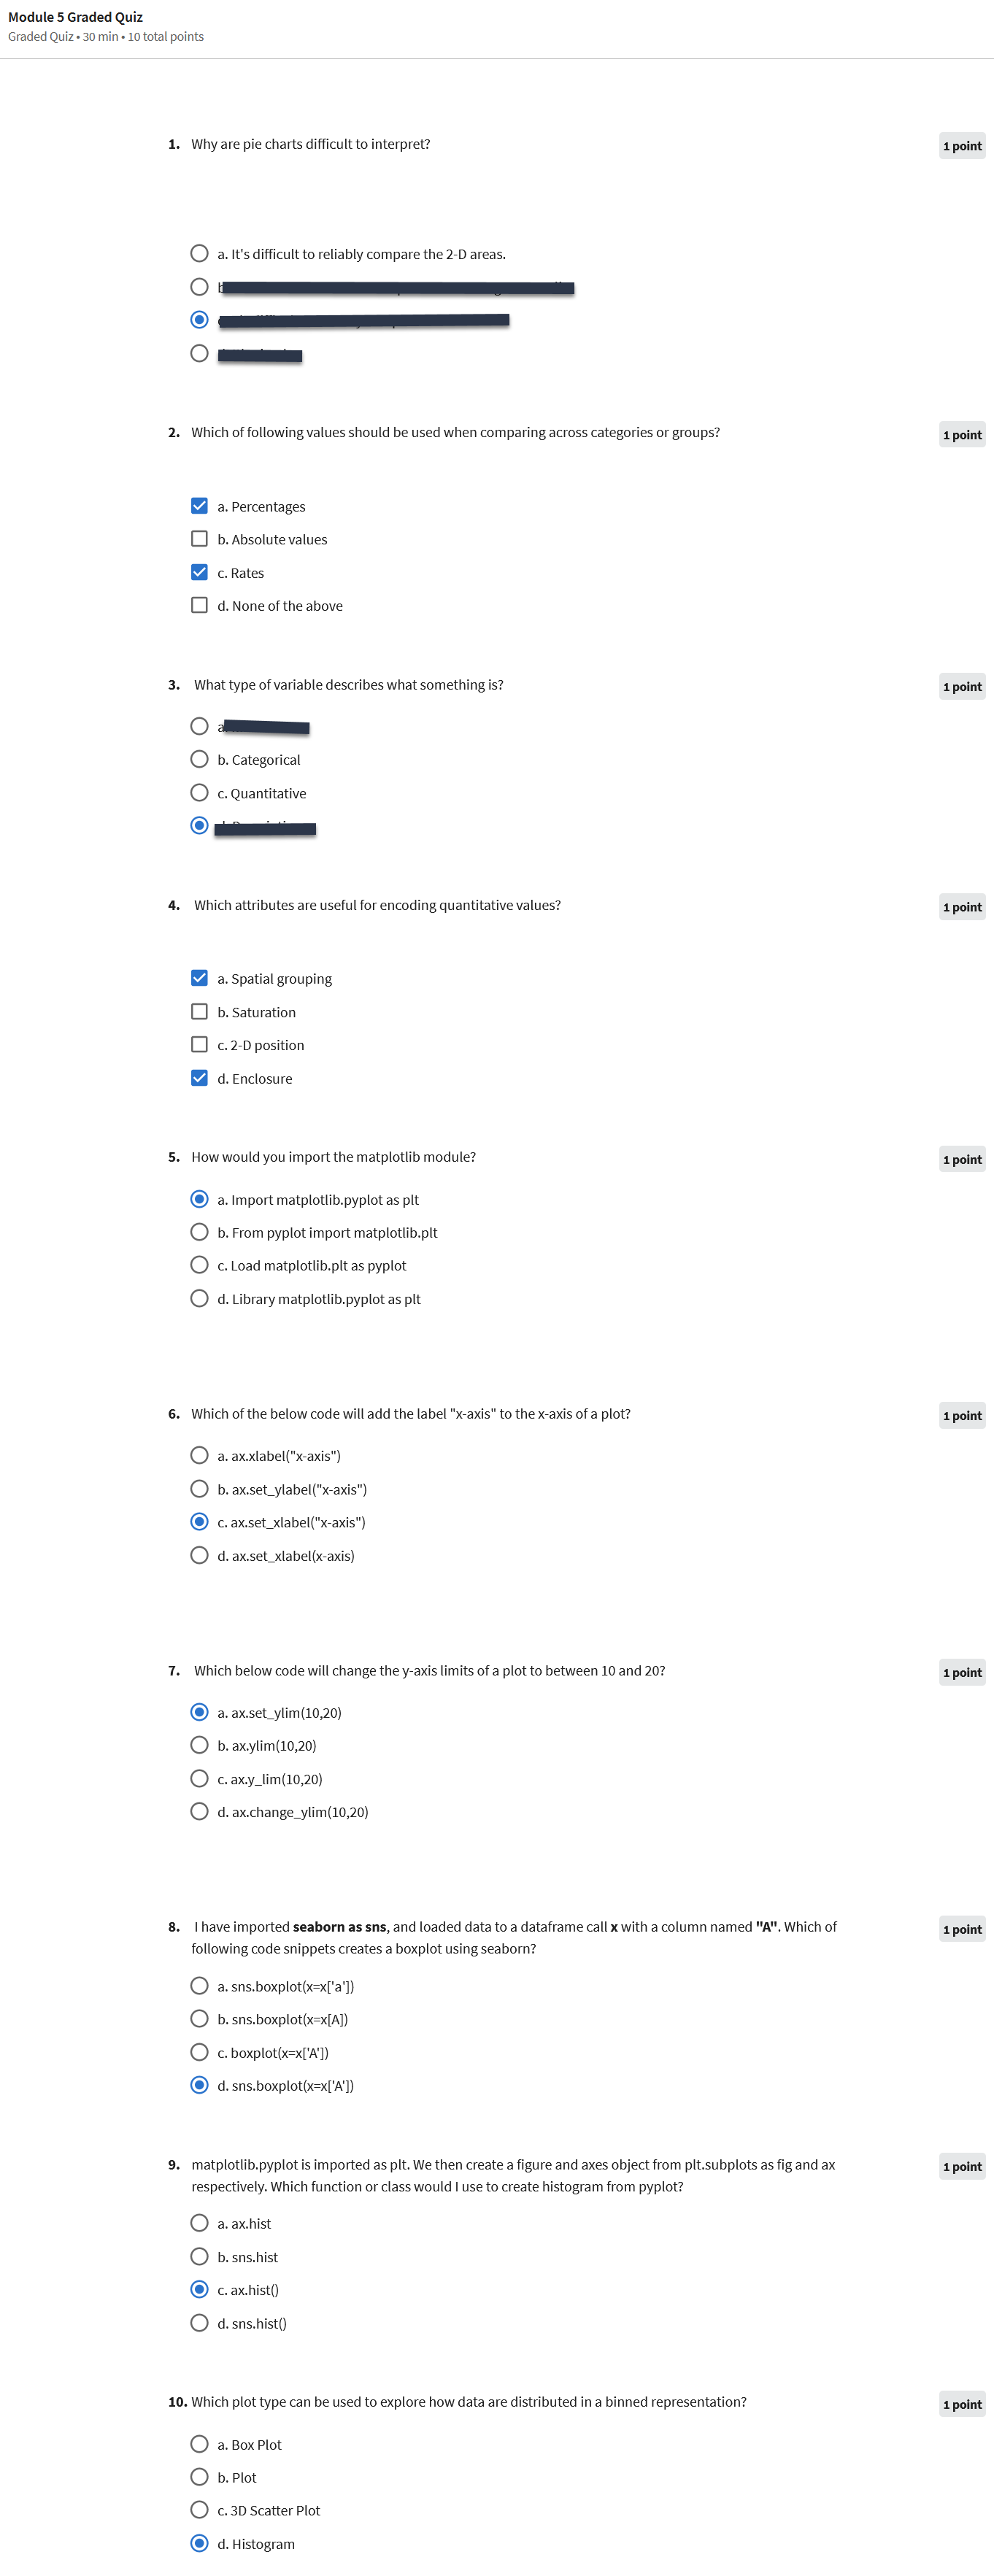 Module 5 Graded Quiz
Graded Quiz • 30 min • 10 total points
1. Why are pie charts difficult to interpret?
1 point
a. It's difficult to reliably compare the 2-D areas.
2. Which of following values should be used when comparing across categories or groups?
1 point
a. Percentages
b. Absolute values
c. Rates
d. None of the above
3. What type of variable describes what something is?
1 point
a
b. Categorical
c. Quantitative
4. Which attributes are useful for encoding quantitative values?
1 point
a. Spatial grouping
b. Saturation
c. 2-D position
d. Enclosure
5. How would you import the matplotlib module?
1 point
a. Import matplotlib.pyplot as plt
b. From pyplot import matplotlib.plt
c. Load matplotlib.plt as pyplot
d. Library matplotlib.pyplot as plt
6. Which of the below code will add the label "x-axis" to the x-axis of a plot?
1 point
a. ax.xlabel("x-axis")
b. ax.set_ylabel("x-axis")
c. ax.set_xlabel("x-axis")
d. ax.set_xlabel(x-axis)
7. Which below code will change the y-axis limits of a plot to between 10 and 20?
1 point
a. ax.set_ylim(10,20)
b. ax.ylim(10,20)
c. ax.y_lim(10,20)
d. ax.change_ylim(10,20)
8. I have imported seaborn as sns, and loaded data to a dataframe call x with a column named "A". Which of
1 point
following code snippets creates a boxplot using seaborn?
a. sns.boxplot(x=x['a'])
b. sns.boxplot(x=x[A])
c. boxplot(x=x['A'])
d. sns.boxplot(x=x['A'])
9. matplotlib.pyplot is imported as plt. We then create a figure and axes object from plt.subplots as fig and ax
1 point
respectively. Which function or class would I use to create histogram from pyplot?
a. ax.hist
b. sns.hist
c. ax.hist()
d. sns.hist()
10. Which plot type can be used to explore how data are distributed in a binned representation?
1 point
a. Box Plot
b. Plot
c. 3D Scatter Plot
d. Histogram